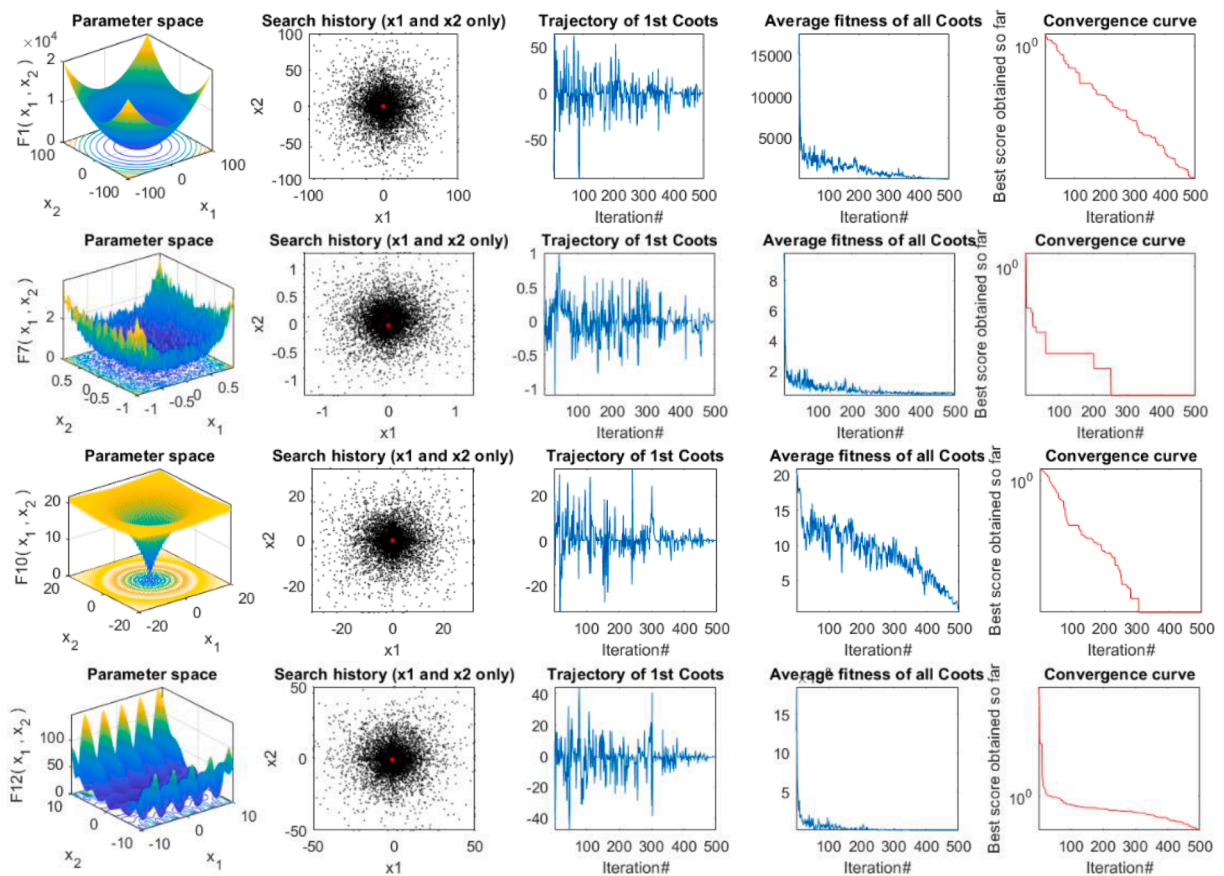 Parameter space
Search history (x1 and x2 only)
Trajectory of 1st Coots
Average fitness of all Coots
Convergence curve
×10⁴
2
1
0
F1( x₁ , x₂ )
100
0
-100
x₂
-100
0
100
x₁
100
50
0
-50
-100
x2
-100 -50 0 50 100
x1
50
0
-50
100 200 300 400 500
Iteration#
15000
10000
5000
100 200 300 400 500
Iteration#
Best score obtained so far
10⁰
100 200 300 400 500
Iteration#
Parameter space
Search history (x1 and x2 only)
Trajectory of 1st Coots
Average fitness of all Coots
Convergence curve
F7( x₁ , x₂ )
2
0
0.5
0
-0.5
-1
x₂
-1
-0.5
0
0.5
x₁
x2
1
0.5
0
-0.5
-1
-1 0 1
x1
1
0.5
0
-0.5
-1
100 200 300 400 500
Iteration#
8
6
4
2
100 200 300 400 500
Iteration#
Best score obtained so far
10⁰
100 200 300 400 500
Iteration#
Parameter space
Search history (x1 and x2 only)
Trajectory of 1st Coots
Average fitness of all Coots
Convergence curve
F10( x₁ , x₂ )
20
10
0
20
0
-20
x₂
-20
0
20
x₁
x2
20
0
-20
-20 0 20
x1
20
0
-20
100 200 300 400 500
Iteration#
20
15
10
5
100 200 300 400 500
Iteration#
Best score obtained so far
10⁰
100 200 300 400 500
Iteration#
Parameter space
Search history (x1 and x2 only)
Trajectory of 1st Coots
Average fitness of all Coots
Convergence curve
F12( x₁ , x₂ )
100
50
0
10
0
-10
x₂
-10
0
10
x₁
x2
50
0
-50
-50 0 50
x1
40
20
0
-20
-40
100 200 300 400 500
Iteration#
15
10
5
100 200 300 400 500
Iteration#
Best score obtained so far
10⁰
100 200 300 400 500
Iteration#